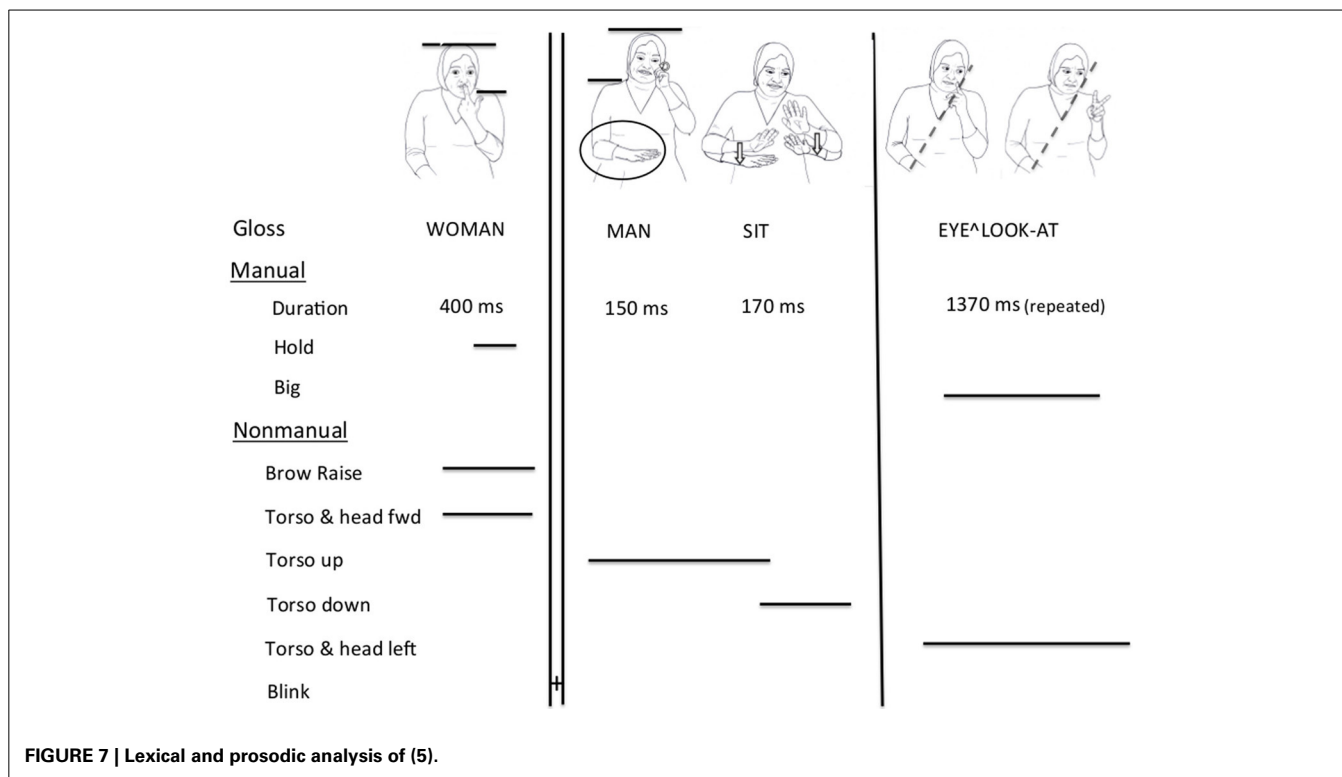 Gloss WOMAN MAN SIT EYE^LOOK-AT
Manual
Duration 400 ms 150 ms 170 ms 1370 ms (repeated)
Hold
Big
Nonmanual
Brow Raise
Torso & head fwd
Torso up
Torso down
Torso & head left
Blink +
FIGURE 7 | Lexical and prosodic analysis of (5).